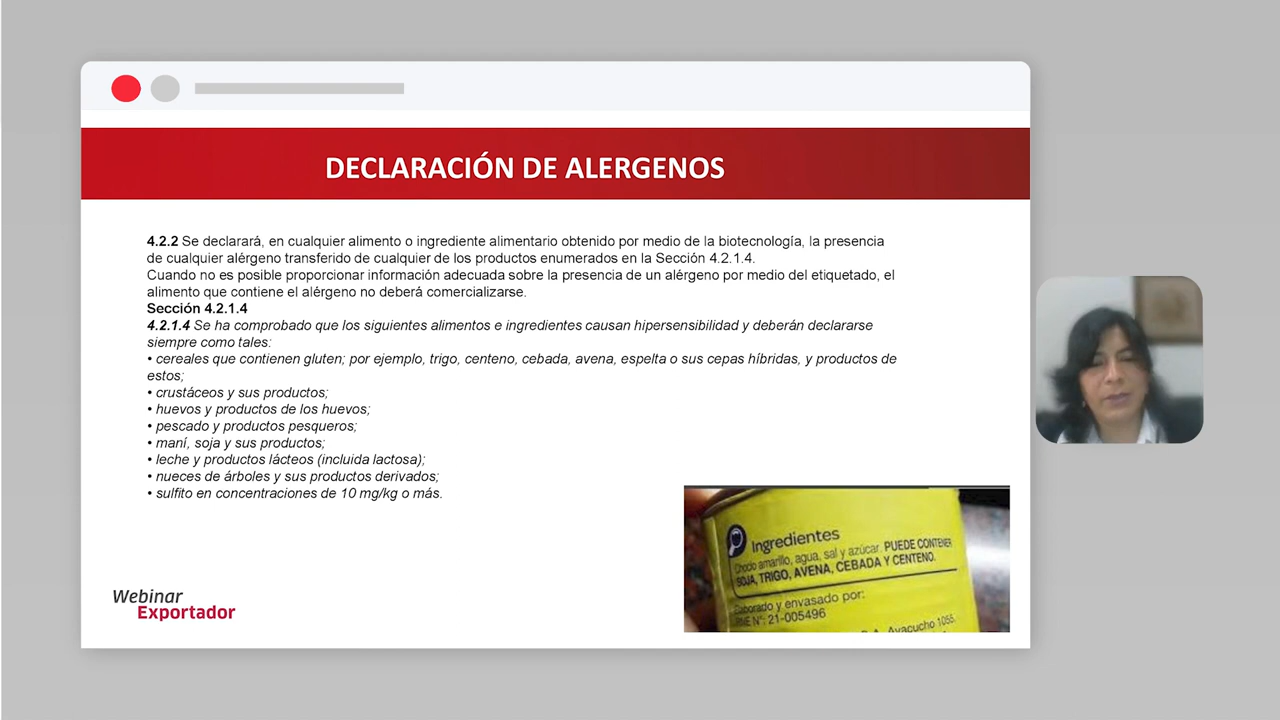 DECLARACIÓN DE ALERGENOS
4.2.2 Se declarará, en cualquier alimento o ingrediente alimentario obtenido por medio de la biotecnología, la presencia
de cualquier alérgeno transferido de cualquier de los productos enumerados en la Sección 4.2.1.4.
Cuando no es posible proporcionar información adecuada sobre la presencia de un alérgeno por medio del etiquetado, el
alimento que contiene el alérgeno no deberá comercializarse.
Sección 4.2.1.4
4.2.1.4 Se ha comprobado que los siguientes alimentos e ingredientes causan hipersensibilidad y deberán declararse
siempre como tales:
• cereales que contienen gluten; por ejemplo, trigo, centeno, cebada, avena, espelta o sus cepas híbridas, y productos de
estos;
• crustáceos y sus productos;
• huevos y productos de los huevos;
• pescado y productos pesqueros;
• maní, soja y sus productos;
• leche y productos lácteos (incluida lactosa);
• nueces de árboles y sus productos derivados;
• sulfito en concentraciones de 10 mg/kg o más.
Ingredientes
Choclo amarillo, agua, sal y azúcar. PUEDE CONTENER
SOJA, TRIGO, AVENA, CEBADA Y CENTENO.
Elaborado y envasado por:
RNE N°: 21-005496
Ayacucho 1055.
Webinar
Exportador